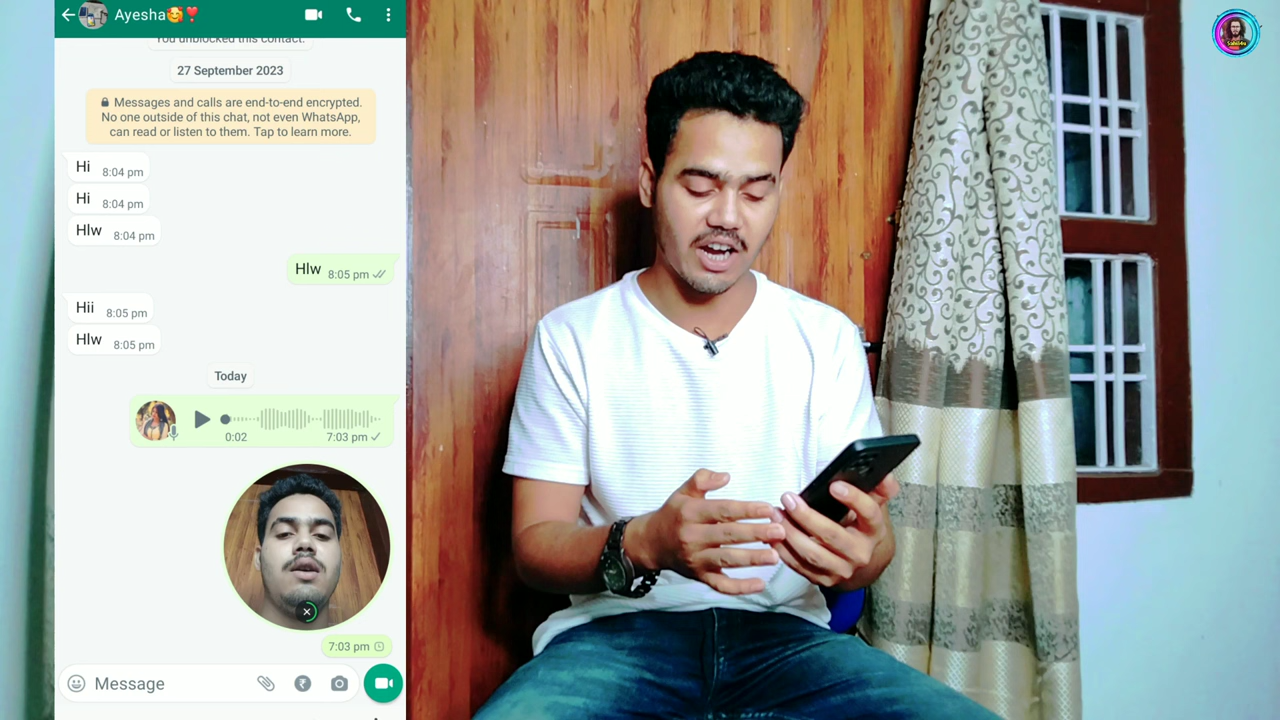 Ayesha🥰❣️
You unblocked this contact.
27 September 2023
Messages and calls are end-to-end encrypted.
No one outside of this chat, not even WhatsApp,
can read or listen to them. Tap to learn more.
Hi 8:04 pm
Hi 8:04 pm
Hlw 8:04 pm
Hlw 8:05 pm
Hii 8:05 pm
Hlw 8:05 pm
Today
0:02 7:03 pm
7:03 pm
Message